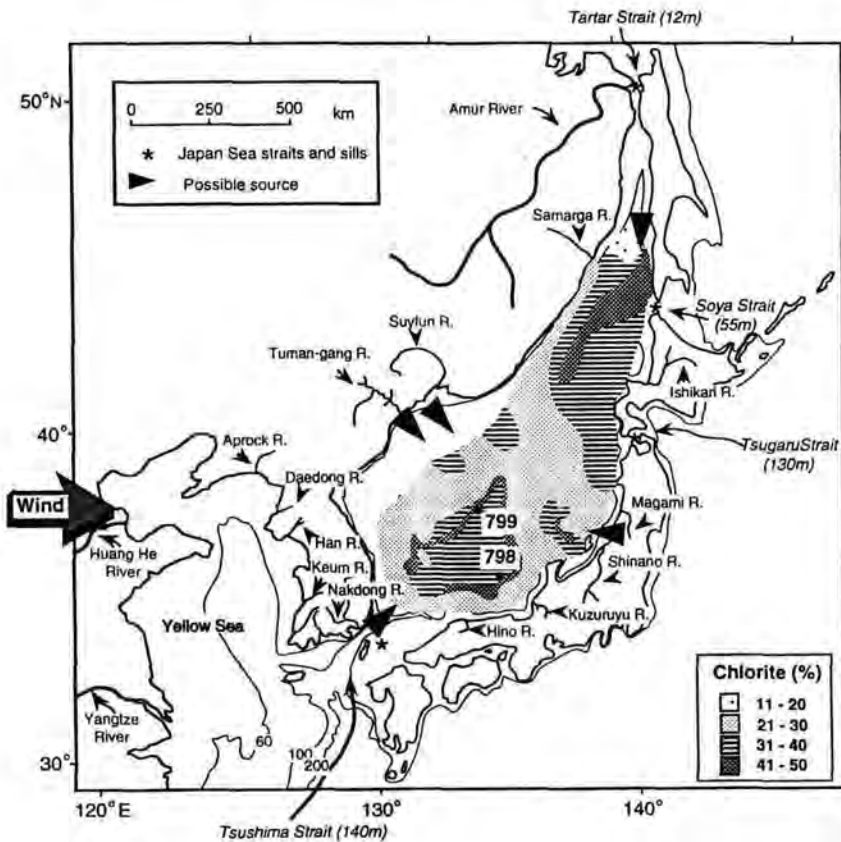 Tartar Strait (12m)
50°N
0 250 500
km
* Japan Sea straits and sills
Possible source
Amur River
Samarga R.
Soya Strait
(55m)
Suyfun R.
Tuman-gang R.
Ishikari R.
40°
Aprock R.
TsugaruStrait
(130m)
Daedong R.
Wind
799
Magami R.
Huang He
River
Han R.
798
Shinano R.
Keum R.
Nakdong R.
Yellow Sea
Hino R.
Kuzuruyu R.
*
Chlorite (%)
11 - 20
21 - 30
31 - 40
41 - 50
Yangtze
River
60
100
200
30°
120°E
130°
140°
Tsushima Strait (140m)